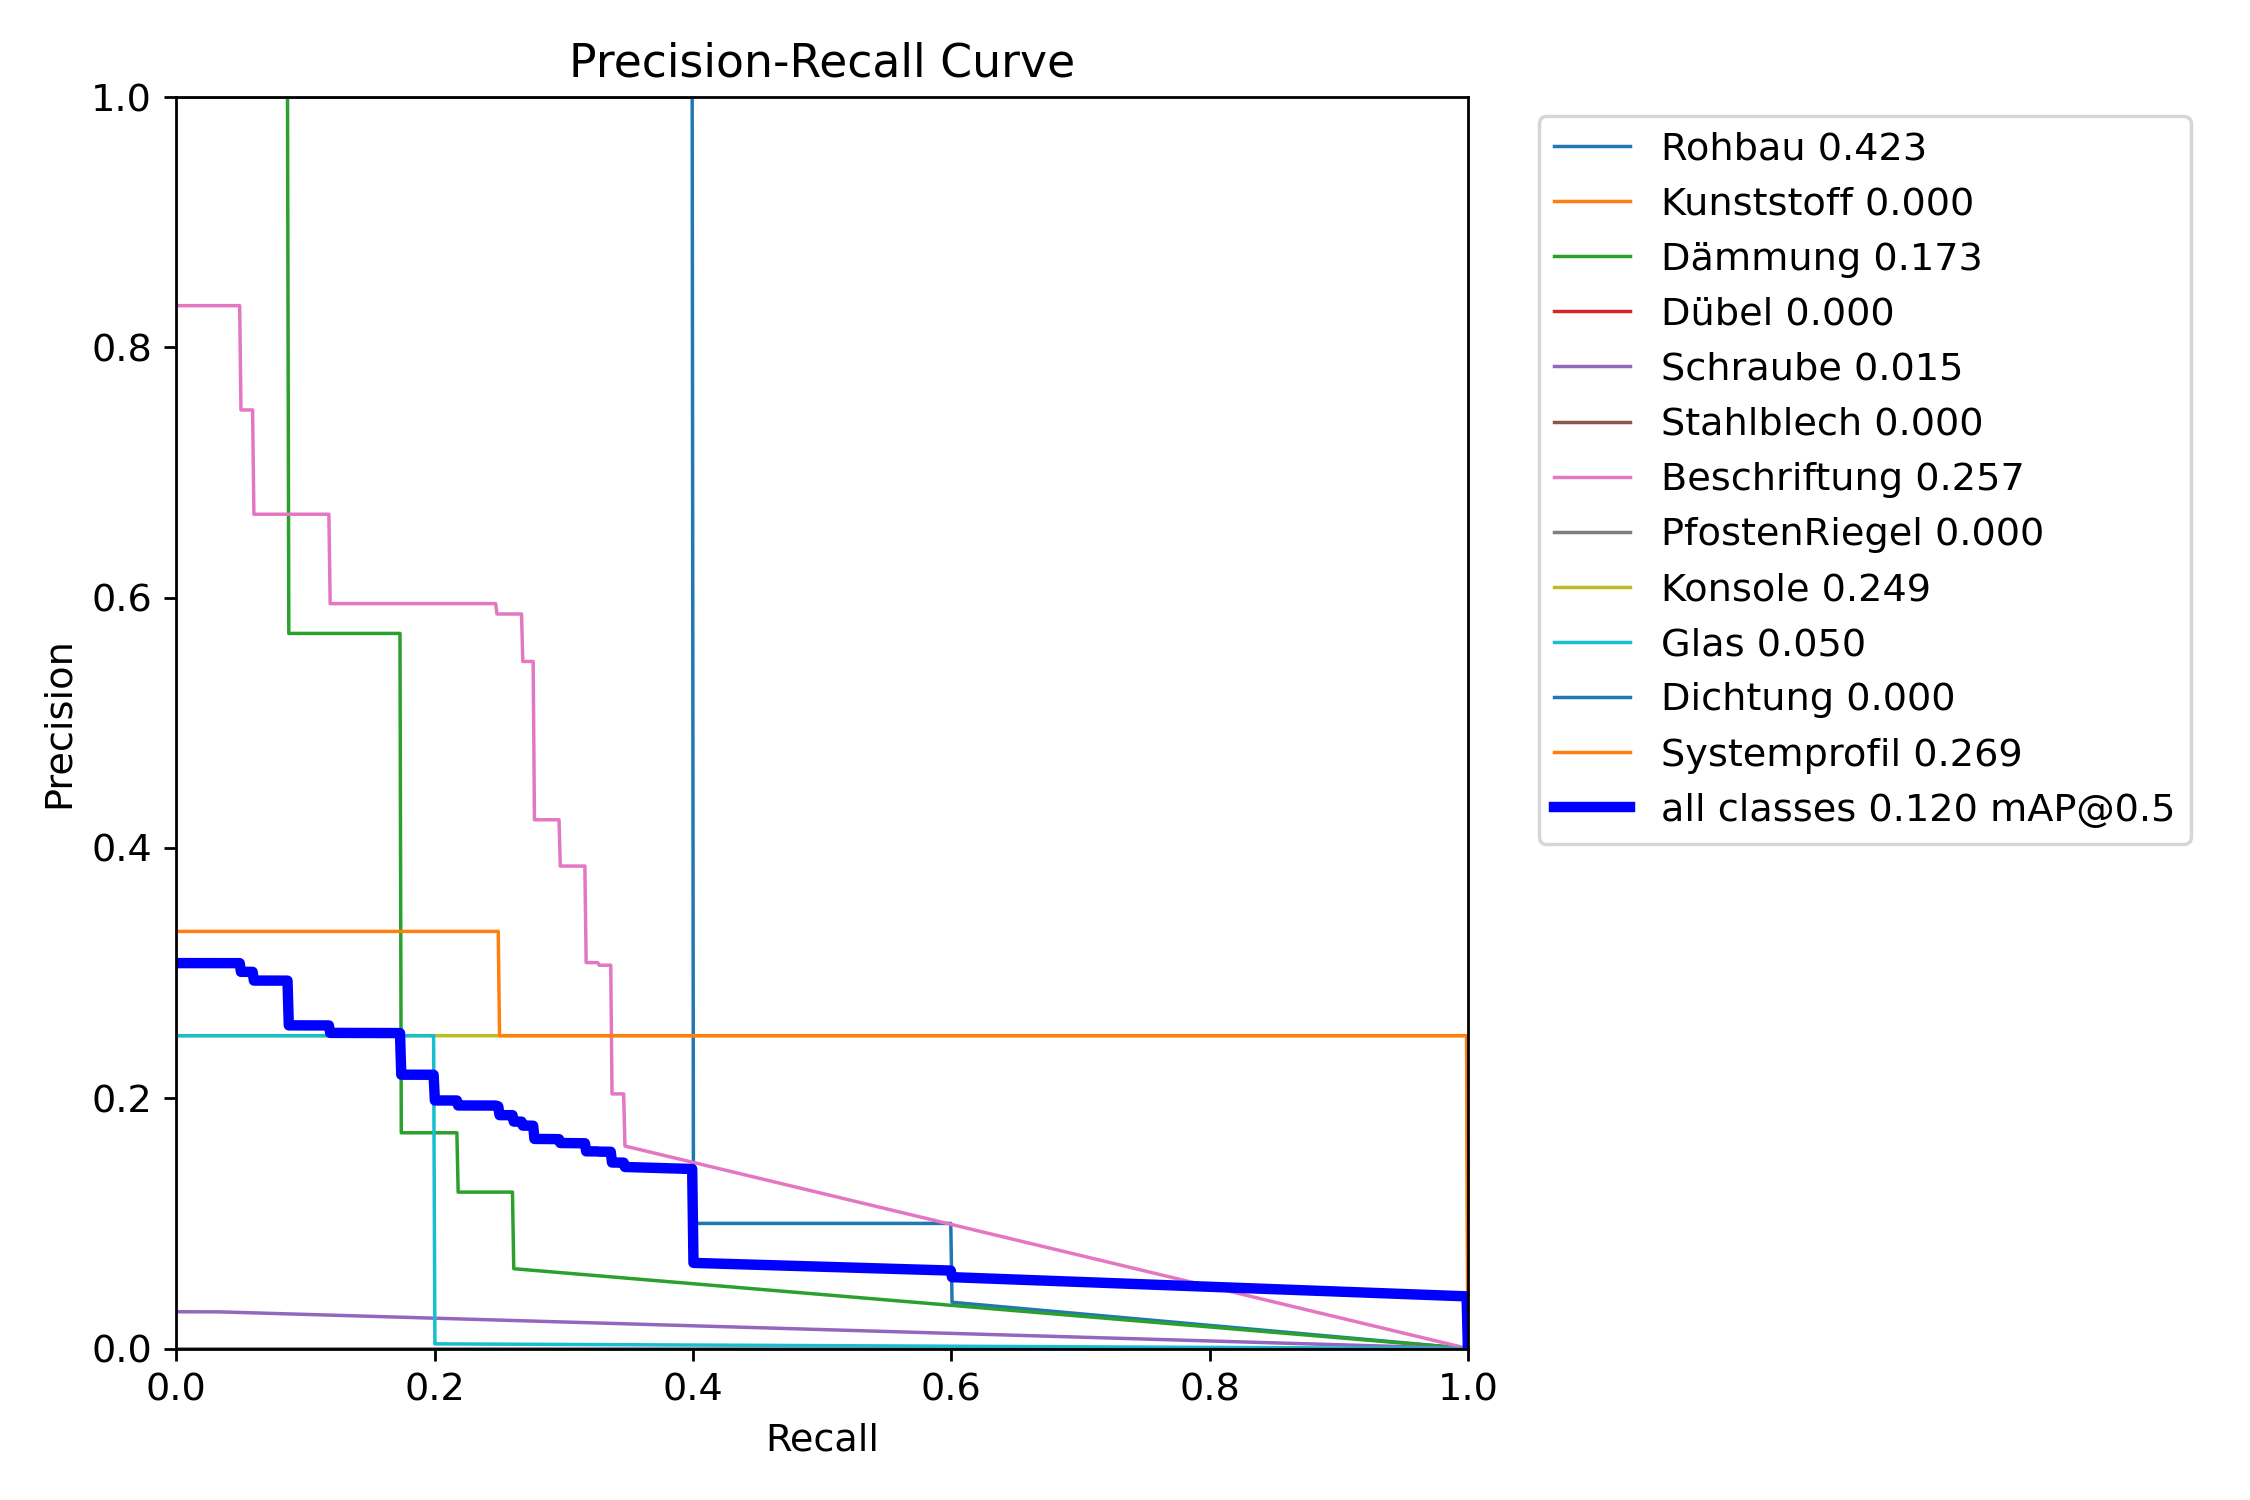 Precision-Recall Curve
1.0
0.8
0.6
0.4
0.2
0.0
Precision
0.0 0.2 0.4 0.6 0.8 1.0
Recall
Rohbau 0.423
Kunststoff 0.000
Dämmung 0.173
Dübel 0.000
Schraube 0.015
Stahlblech 0.000
Beschriftung 0.257
PfostenRiegel 0.000
Konsole 0.249
Glas 0.050
Dichtung 0.000
Systemprofil 0.269
all classes 0.120 mAP@0.5